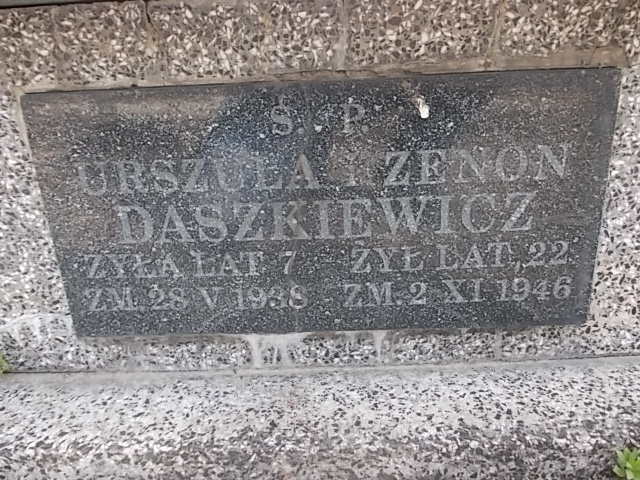 Ś. P.
URSZULA I ZENON
DASZKIEWICZ
ŻYŁA LAT 7 ŻYŁ LAT 22
ZM. 28 V 1938 ZM. 2 XI 1946